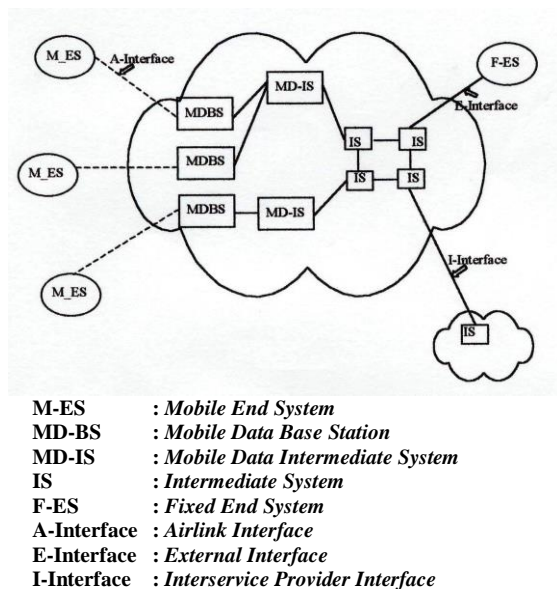 M_ES
A-Interface
MD-IS
F-ES
MDBS
E-Interface
IS
IS
MDBS
M_ES
IS
IS
MDBS
MD-IS
I-Interface
M_ES
IS
M-ES : Mobile End System
MD-BS : Mobile Data Base Station
MD-IS : Mobile Data Intermediate System
IS : Intermediate System
F-ES : Fixed End System
A-Interface : Airlink Interface
E-Interface : External Interface
I-Interface : Interservice Provider Interface